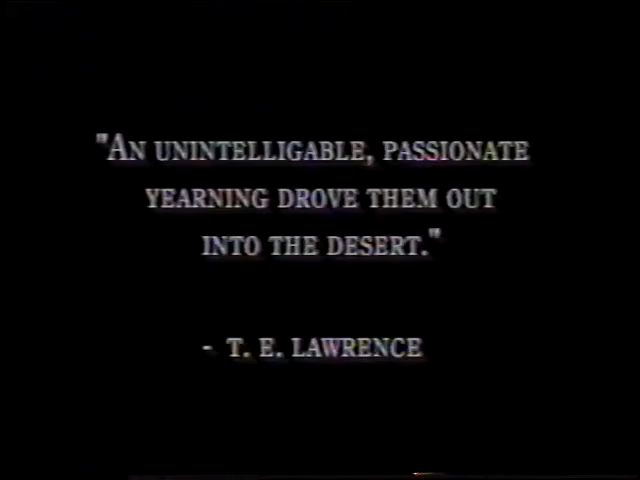 "AN UNINTELLIGABLE, PASSIONATE
YEARNING DROVE THEM OUT
INTO THE DESERT."
- T. E. LAWRENCE